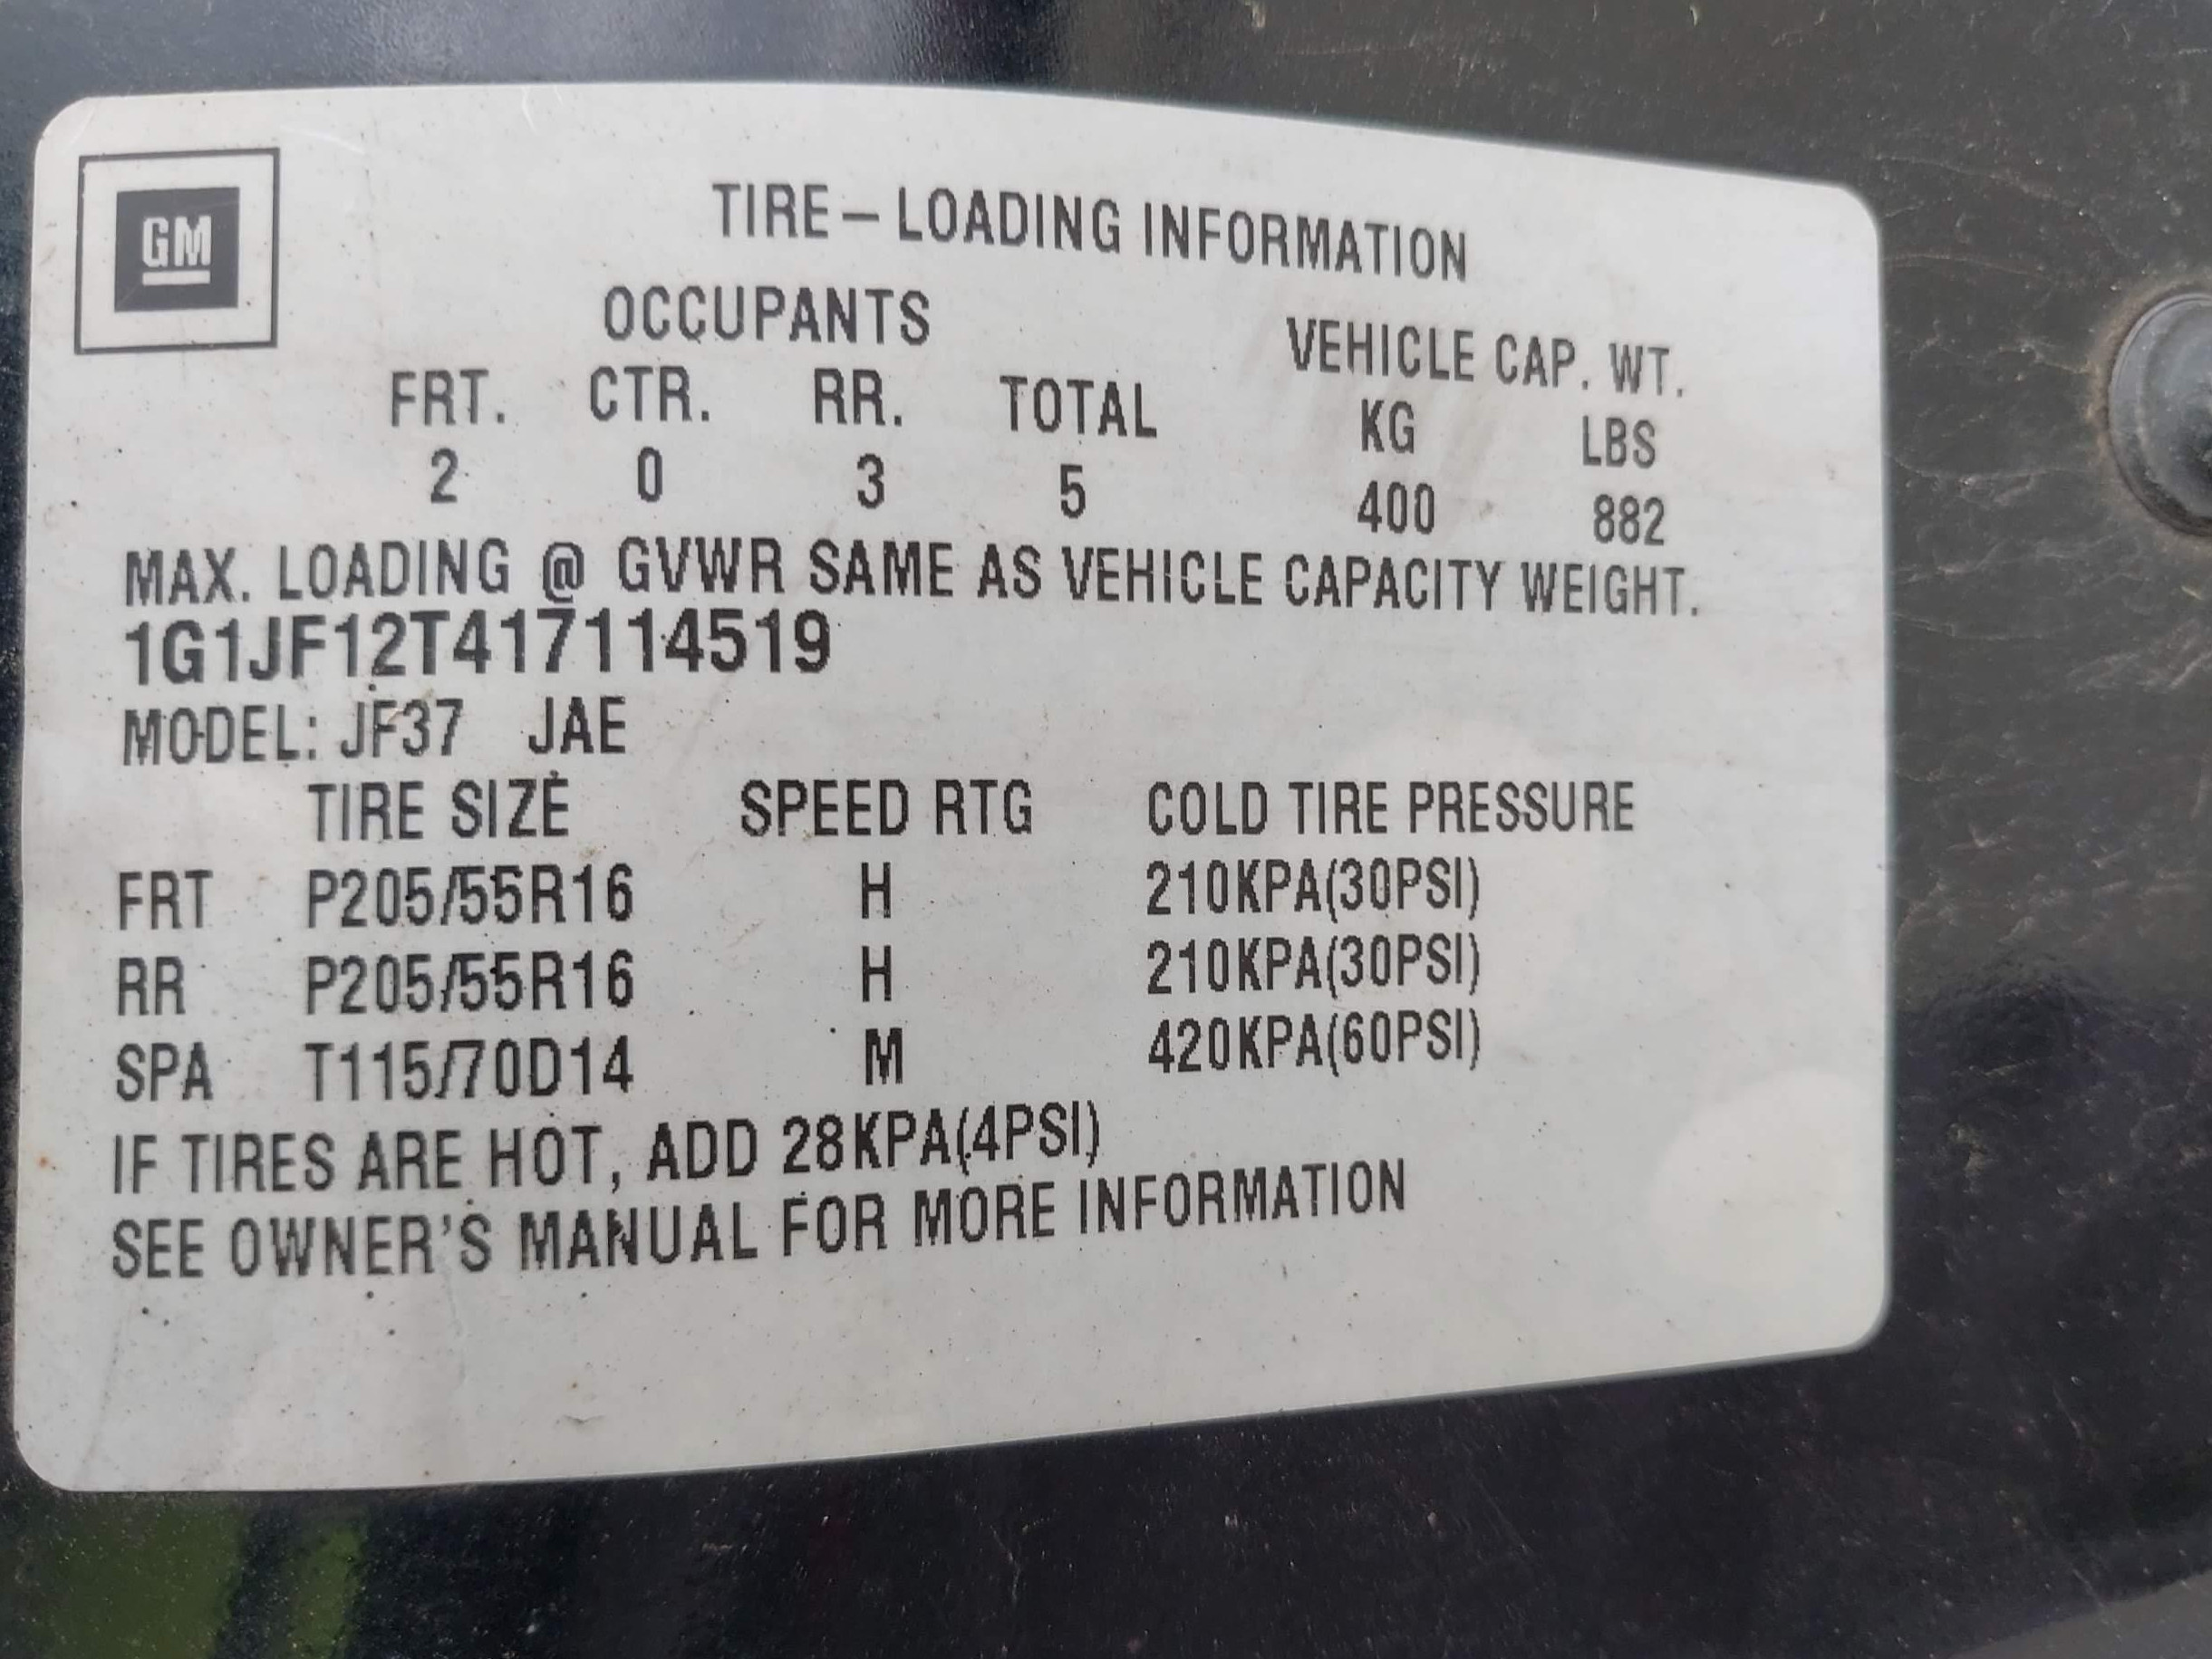 GM
TIRE – LOADING INFORMATION
OCCUPANTS VEHICLE CAP. WT.
FRT. CTR. RR. TOTAL KG LBS
2 0 3 5 400 882
MAX. LOADING @ GVWR SAME AS VEHICLE CAPACITY WEIGHT.
1G1JF12T417114519
MODEL: JF37 JAE
TIRE SIZE SPEED RTG COLD TIRE PRESSURE
FRT P205/55R16 H 210KPA(30PSI)
RR P205/55R16 H 210KPA(30PSI)
SPA T115/70D14 M 420KPA(60PSI)
IF TIRES ARE HOT, ADD 28KPA(4PSI)
SEE OWNER'S MANUAL FOR MORE INFORMATION